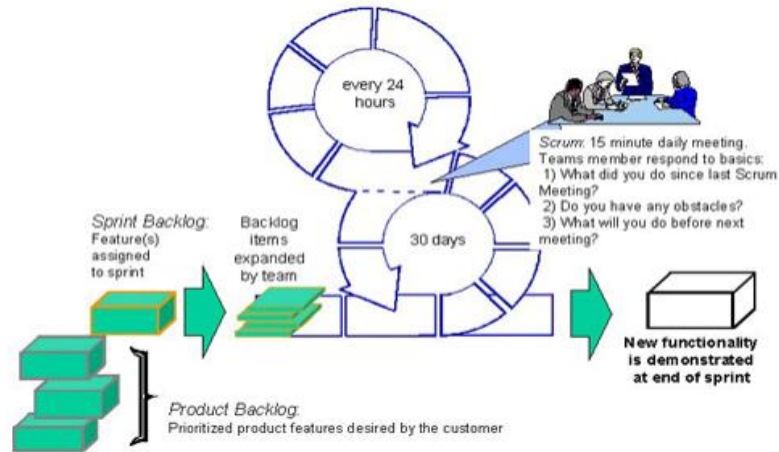 every 24
hours
Scrum: 15 minute daily meeting.
Teams member respond to basics:
1) What did you do since last Scrum
Meeting?
2) Do you have any obstacles?
3) What will you do before next
meeting?
Sprint Backlog:
Feature(s)
assigned
to sprint
Backlog
items
expanded
by team
30 days
New functionality
is demonstrated
at end of sprint
Product Backlog:
Prioritized product features desired by the customer